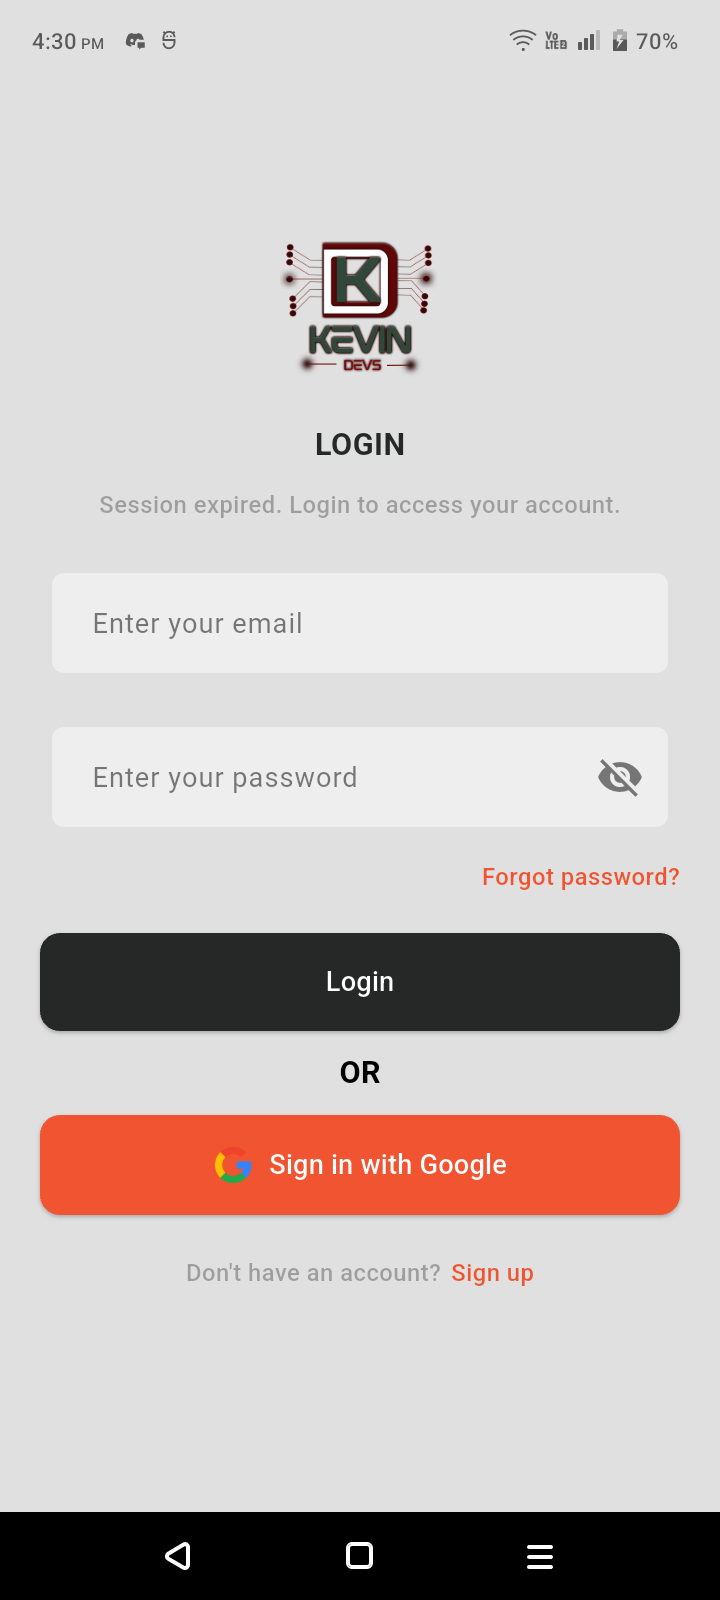 4:30 PM
Vo
LTE 2
70%
K
KEVIN
DEVS
LOGIN
Session expired. Login to access your account.
Enter your email
Enter your password
Forgot password?
Login
OR
Sign in with Google
Don't have an account? Sign up